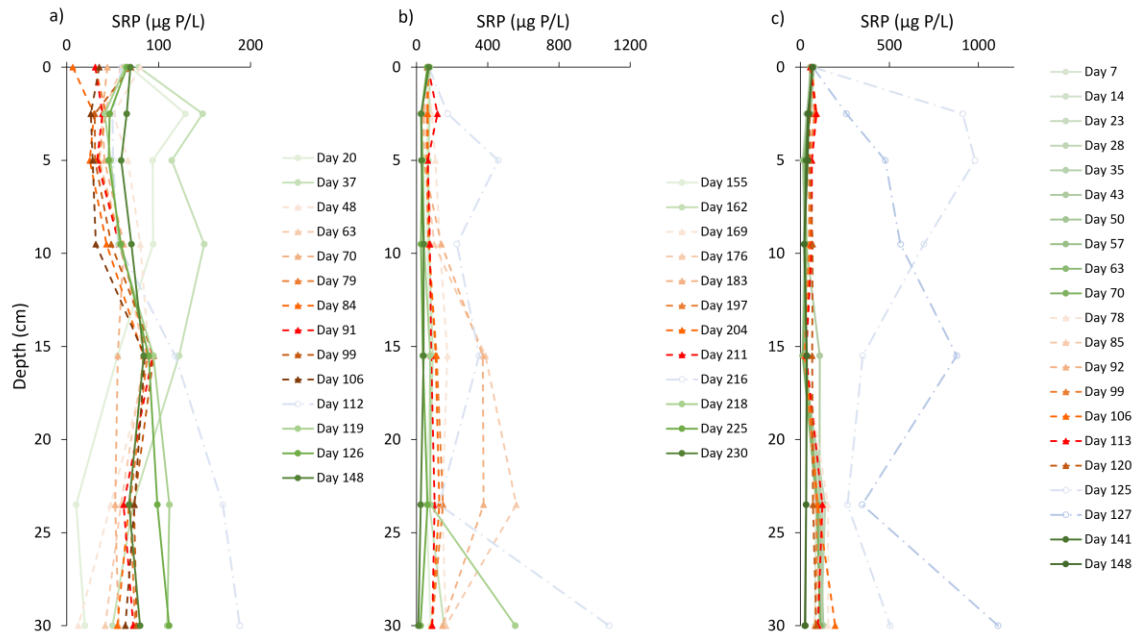 a) SRP (µg P/L)
0 100 200
0
5
10
15
20
25
30
Depth (cm)
Day 20
Day 37
Day 48
Day 63
Day 70
Day 79
Day 84
Day 91
Day 99
Day 106
Day 112
Day 119
Day 126
Day 148
b) SRP (µg P/L)
0 400 800 1200
0
5
10
15
20
25
30
Day 155
Day 162
Day 169
Day 176
Day 183
Day 197
Day 204
Day 211
Day 216
Day 218
Day 225
Day 230
c) SRP (µg P/L)
0 500 1000
0
5
10
15
20
25
30
Day 7
Day 14
Day 23
Day 28
Day 35
Day 43
Day 50
Day 57
Day 63
Day 70
Day 78
Day 85
Day 92
Day 99
Day 106
Day 113
Day 120
Day 125
Day 127
Day 141
Day 148